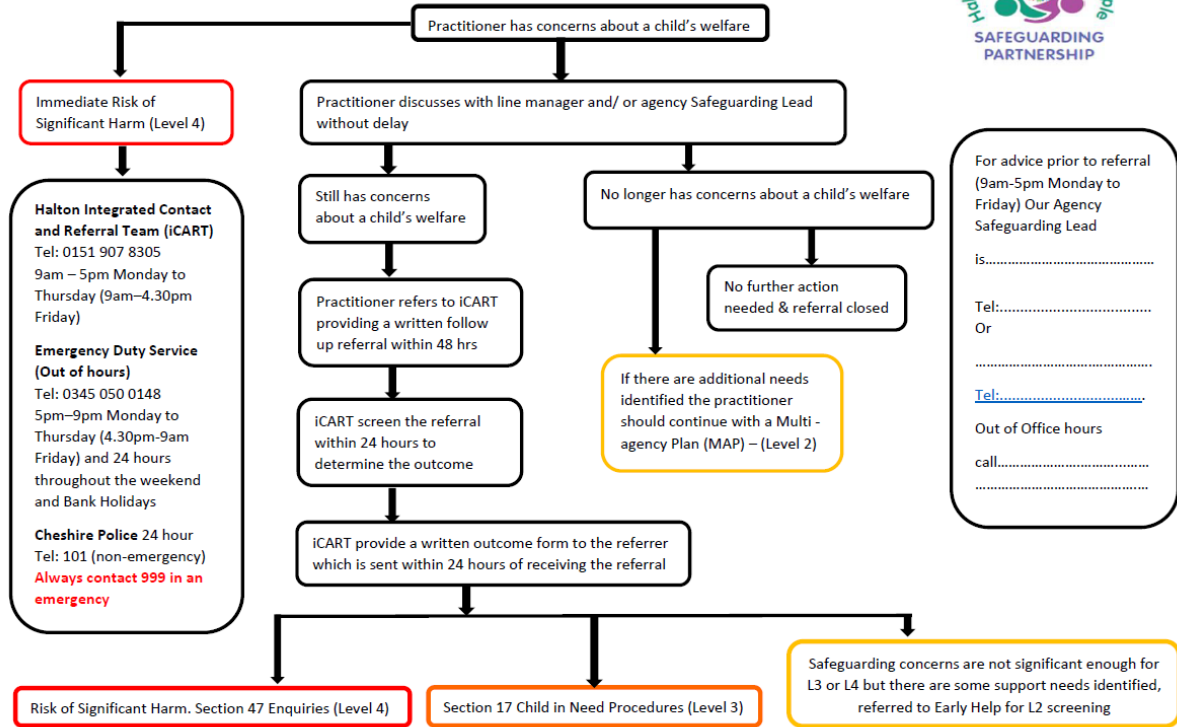 Practitioner has concerns about a child's welfare
SAFEGUARDING
PARTNERSHIP
Immediate Risk of
Significant Harm (Level 4)
Practitioner discusses with line manager and/ or agency Safeguarding Lead
without delay
Halton Integrated Contact
and Referral Team (iCART)
Tel: 0151 907 8305
9am – 5pm Monday to
Thursday (9am–4.30pm
Friday)
Emergency Duty Service
(Out of hours)
Tel: 0345 050 0148
5pm–9pm Monday to
Thursday (4.30pm-9am
Friday) and 24 hours
throughout the weekend
and Bank Holidays
Cheshire Police 24 hour
Tel: 101 (non-emergency)
Always contact 999 in an
emergency
Still has concerns
about a child's welfare
No longer has concerns about a child's welfare
Practitioner refers to iCART
providing a written follow
up referral within 48 hrs
No further action
needed & referral closed
If there are additional needs
identified the practitioner
should continue with a Multi -
agency Plan (MAP) – (Level 2)
iCART screen the referral
within 24 hours to
determine the outcome
iCART provide a written outcome form to the referrer
which is sent within 24 hours of receiving the referral
For advice prior to referral
(9am-5pm Monday to
Friday) Our Agency
Safeguarding Lead
is……………………………………
Tel:...................................
Or
…………………………………….
Tel:………………………………….
Out of Office hours
call……………………………………
……………………………………
Risk of Significant Harm. Section 47 Enquiries (Level 4)
Section 17 Child in Need Procedures (Level 3)
Safeguarding concerns are not significant enough for
L3 or L4 but there are some support needs identified,
referred to Early Help for L2 screening